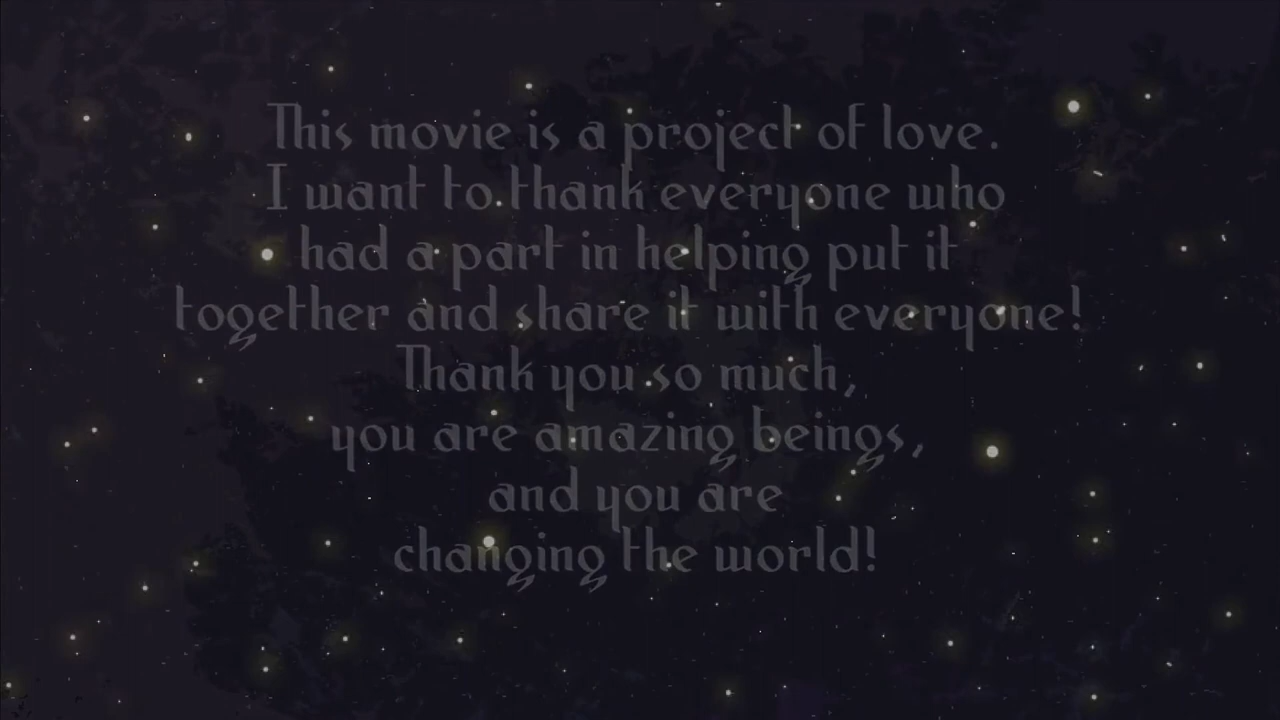 This movie is a project of love.
I want to thank everyone who
had a part in helping put it
together and share it with everyone!
Thank you so much,
you are amazing beings,
and you are
changing the world!